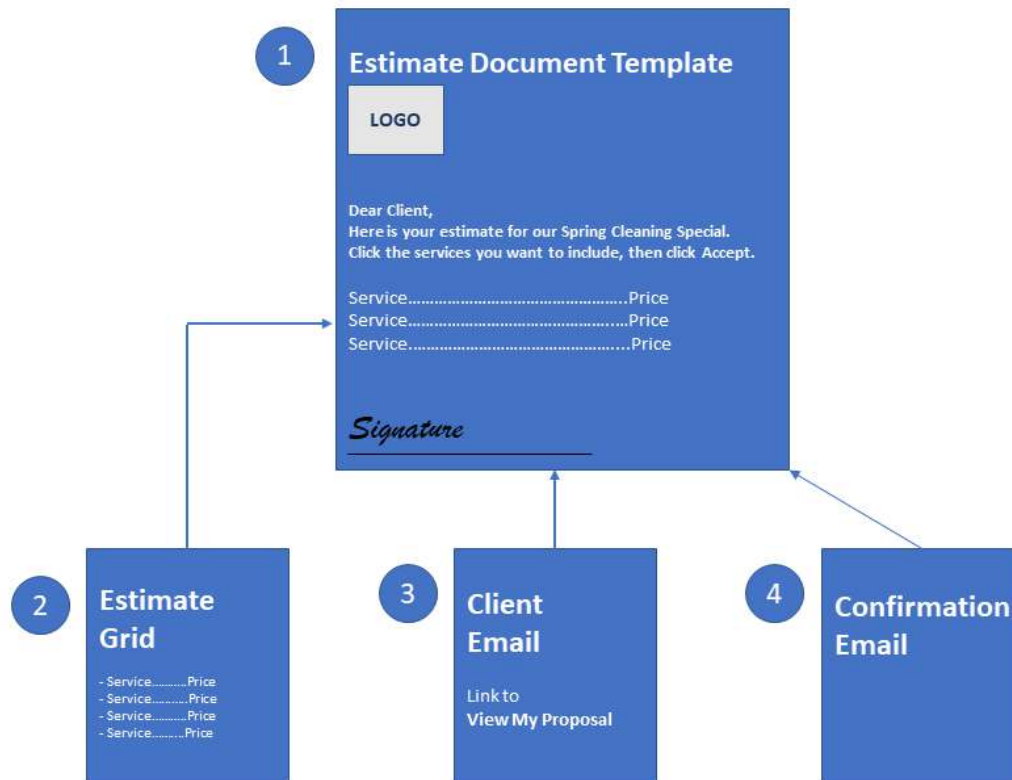 1
Estimate Document Template
LOGO
Dear Client,
Here is your estimate for our Spring Cleaning Special.
Click the services you want to include, then click Accept.
Service....................................................Price
Service....................................................Price
Service....................................................Price
Signature
2
Estimate
Grid
- Service..........Price
- Service..........Price
- Service..........Price
- Service.........Price
3
Client
Email
Link to
View My Proposal
4
Confirmation
Email